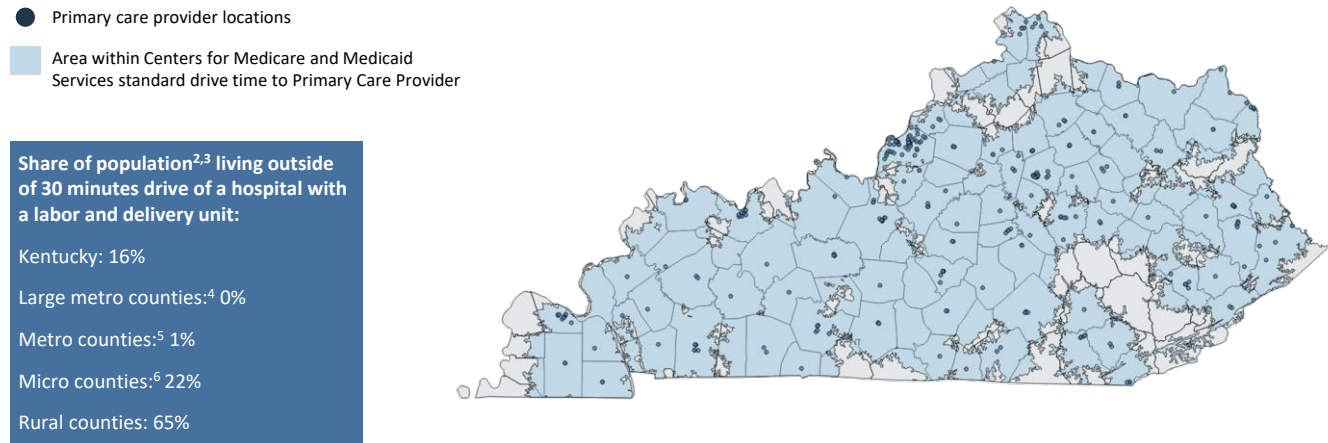 Primary care provider locations
Area within Centers for Medicare and Medicaid
Services standard drive time to Primary Care Provider
Share of population2,3 living outside
of 30 minutes drive of a hospital with
a labor and delivery unit:
Kentucky: 16%
Large metro counties:4 0%
Metro counties:5 1%
Micro counties:6 22%
Rural counties: 65%